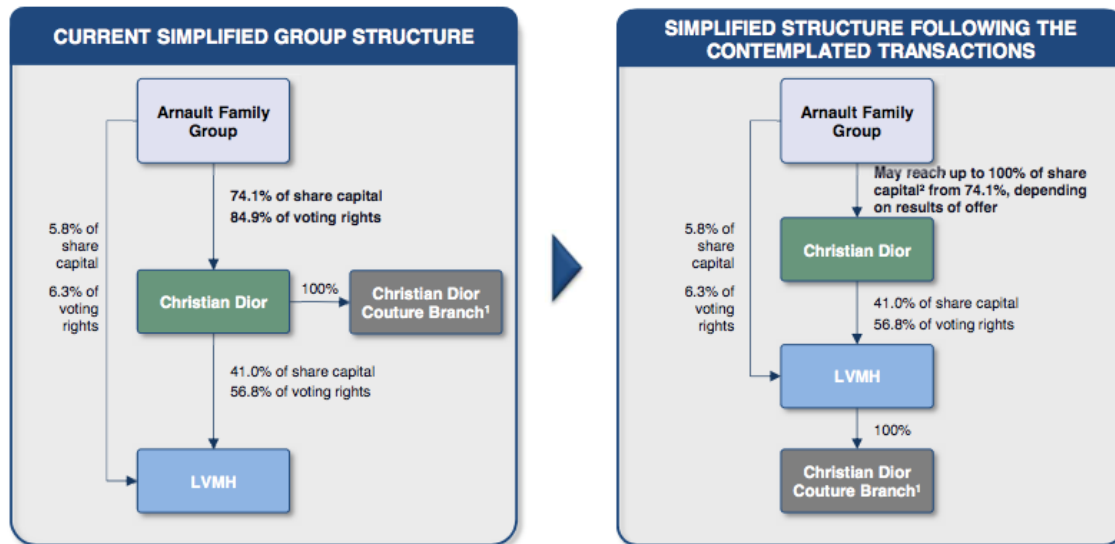 CURRENT SIMPLIFIED GROUP STRUCTURE
Arnault Family
Group
74.1% of share capital
84.9% of voting rights
5.8% of
share
capital
6.3% of
voting
rights
Christian Dior
100%
Christian Dior
Couture Branch¹
41.0% of share capital
56.8% of voting rights
LVMH
SIMPLIFIED STRUCTURE FOLLOWING THE
CONTEMPLATED TRANSACTIONS
Arnault Family
Group
May reach up to 100% of share
capital² from 74.1%, depending
on results of offer
5.8% of
share
capital
6.3% of
voting
rights
Christian Dior
41.0% of share capital
56.8% of voting rights
LVMH
100%
Christian Dior
Couture Branch¹